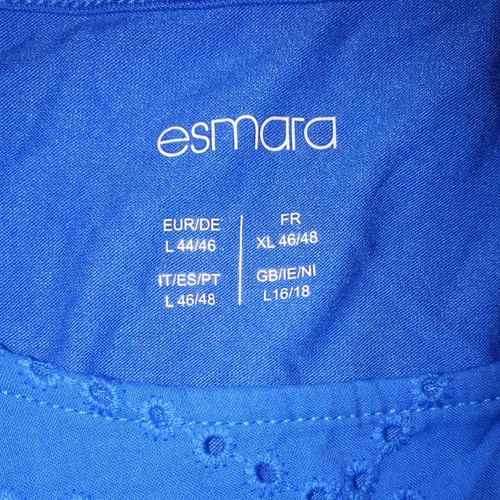 esmara
EUR/DE
L 44/46
FR
XL 46/48
IT/ES/PT
L 46/48
GB/IE/NI
L16/18